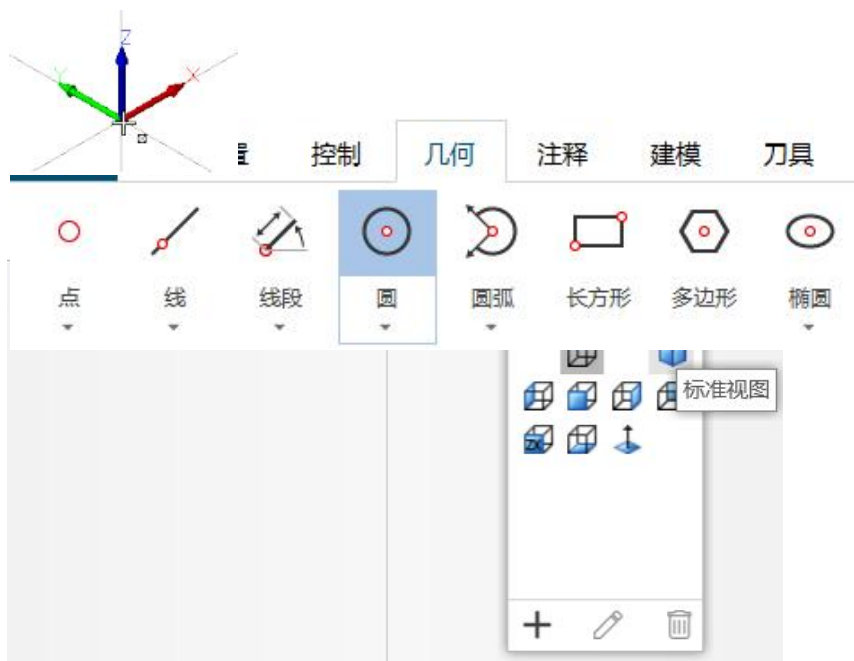 Z
Y X
控制 几何 注释 建模 刀具
点 线 线段 圆 圆弧 长方形 多边形 椭圆
标准视图
ZX